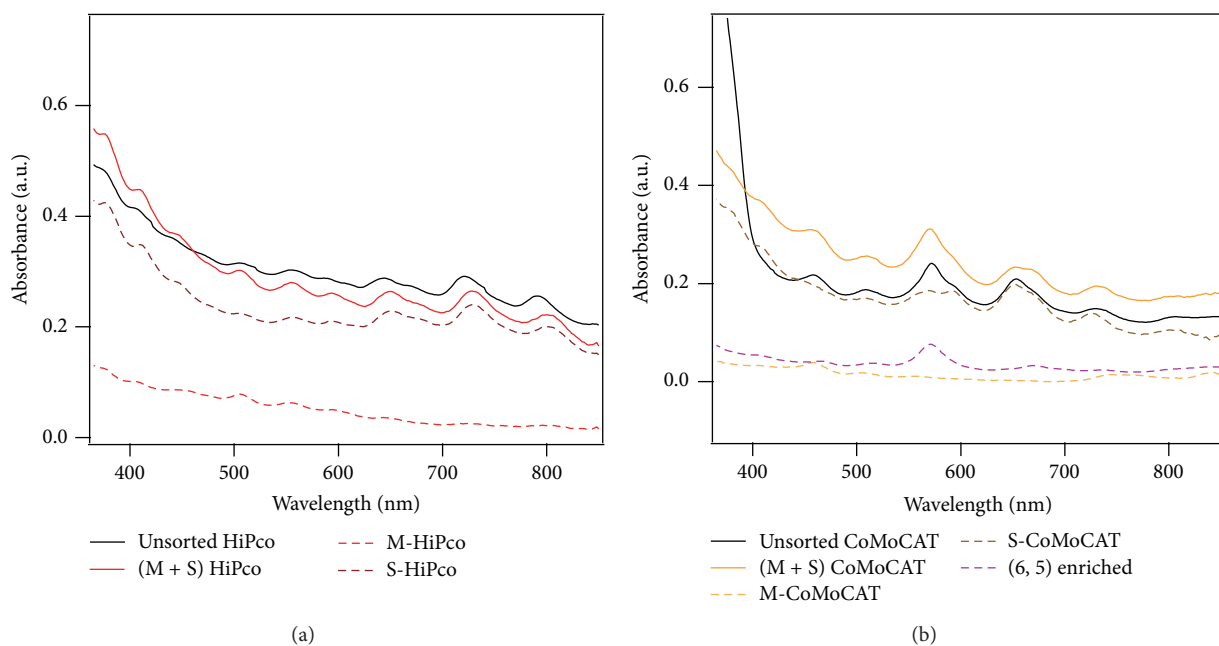 0.6
0.4
0.2
0.0
Absorbance (a.u.)
400 500 600 700 800
Wavelength (nm)
Unsorted HiPco
(M + S) HiPco
M-HiPco
S-HiPco
(a)
0.6
0.4
0.2
0.0
Absorbance (a.u.)
400 500 600 700 800
Wavelength (nm)
Unsorted CoMoCAT
(M + S) CoMoCAT
M-CoMoCAT
S-CoMoCAT
(6, 5) enriched
(b)